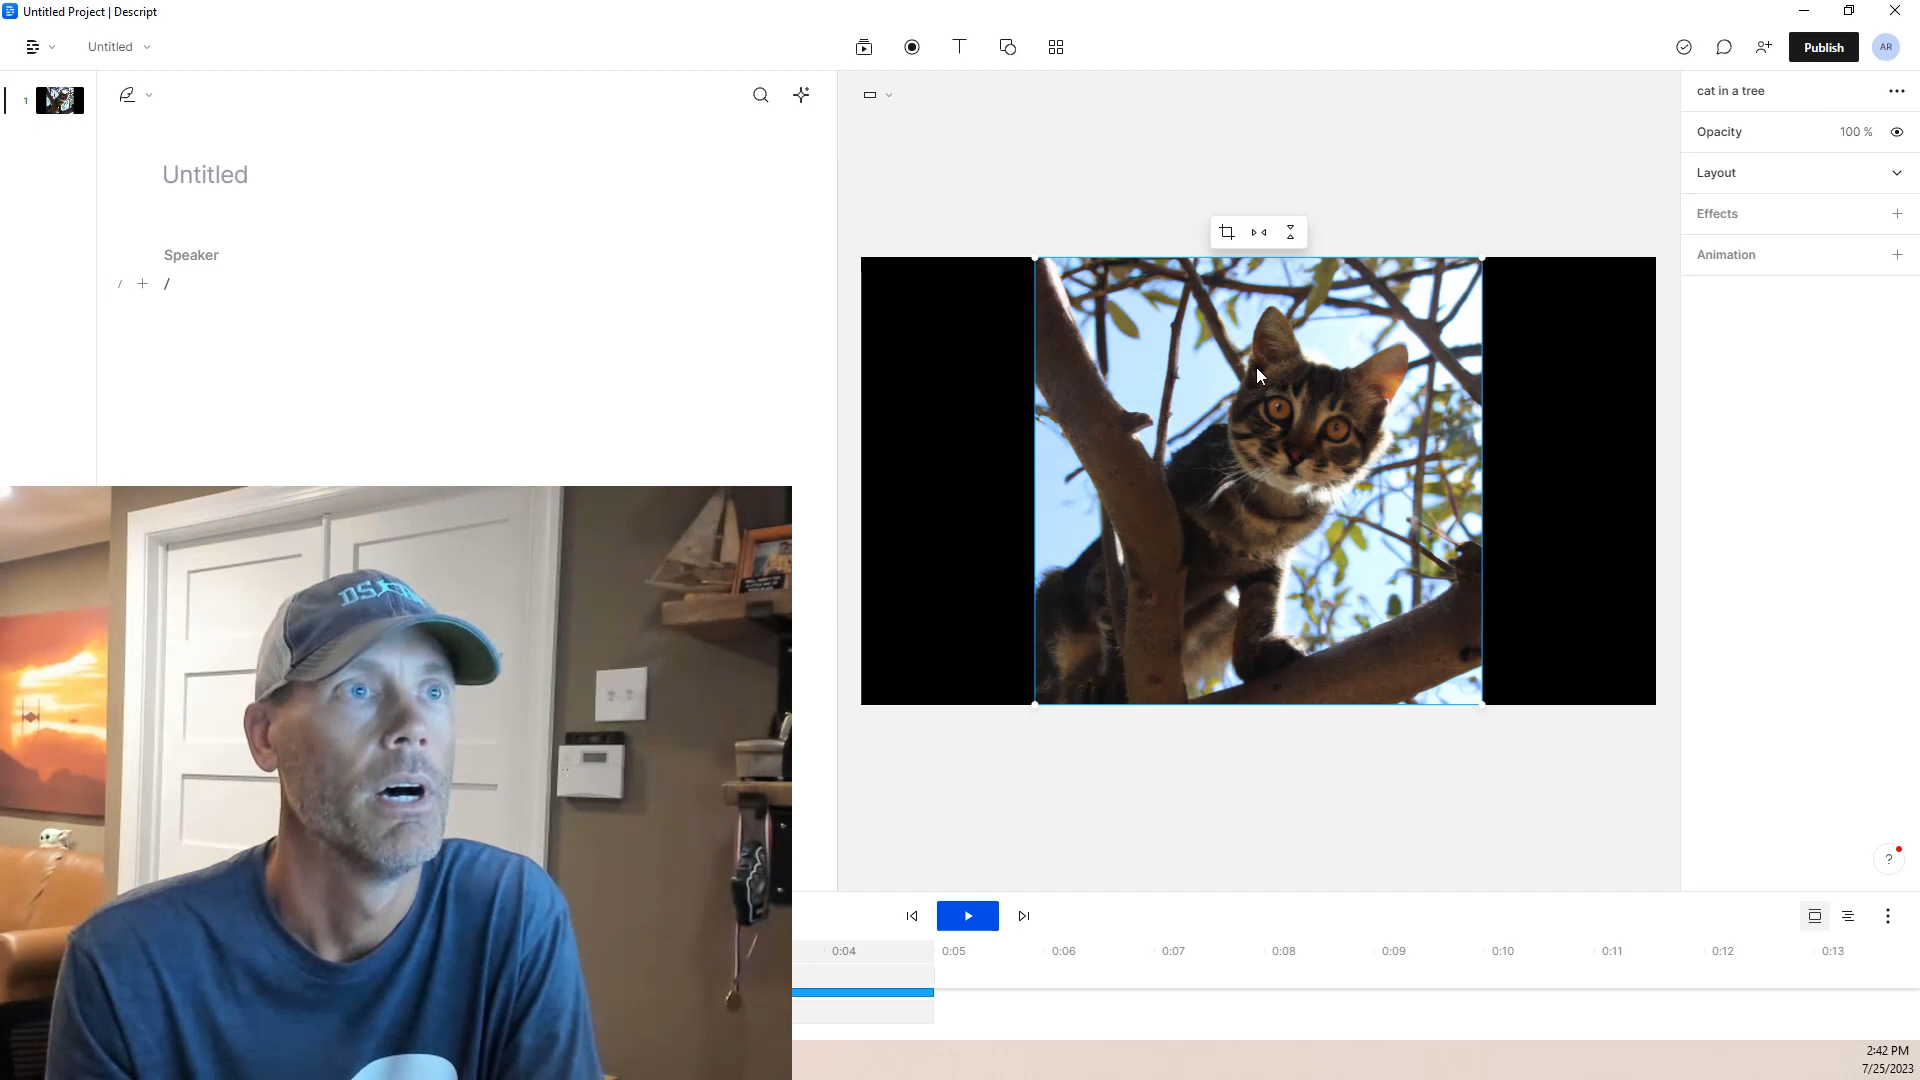 Untitled Project | Descript
Untitled
Publish
AR
1
cat in a tree
Opacity 100 %
Layout
Untitled
Effects
Speaker
Animation
/ + /
?
0:04 0:05 0:06 0:07 0:08 0:09 0:10 0:11 0:12 0:13
2:42 PM
7/25/2023